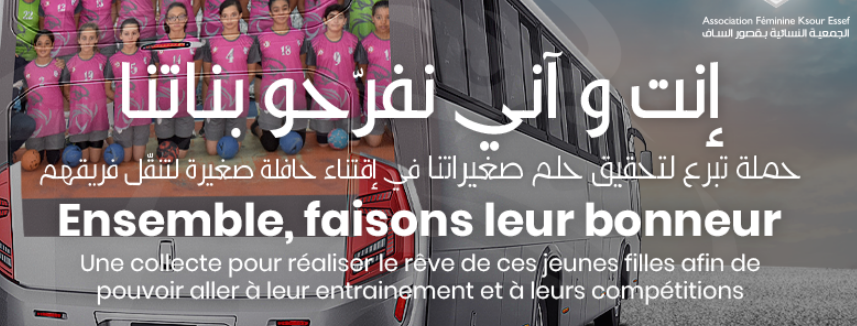 Association Féminine Ksour Essef
الجمعية النسائية بقصور الساف
إنت و آني نفرّحو بناتنا
حملة تبرع لتحقيق حلم صغيراتنا في إقتناء حافلة صغيرة لتنقّل فريقهم
Ensemble, faisons leur bonneur
Une collecte pour réaliser le rêve de ces jeunes filles afin de
pouvoir aller à leur entrainement et à leurs compétitions